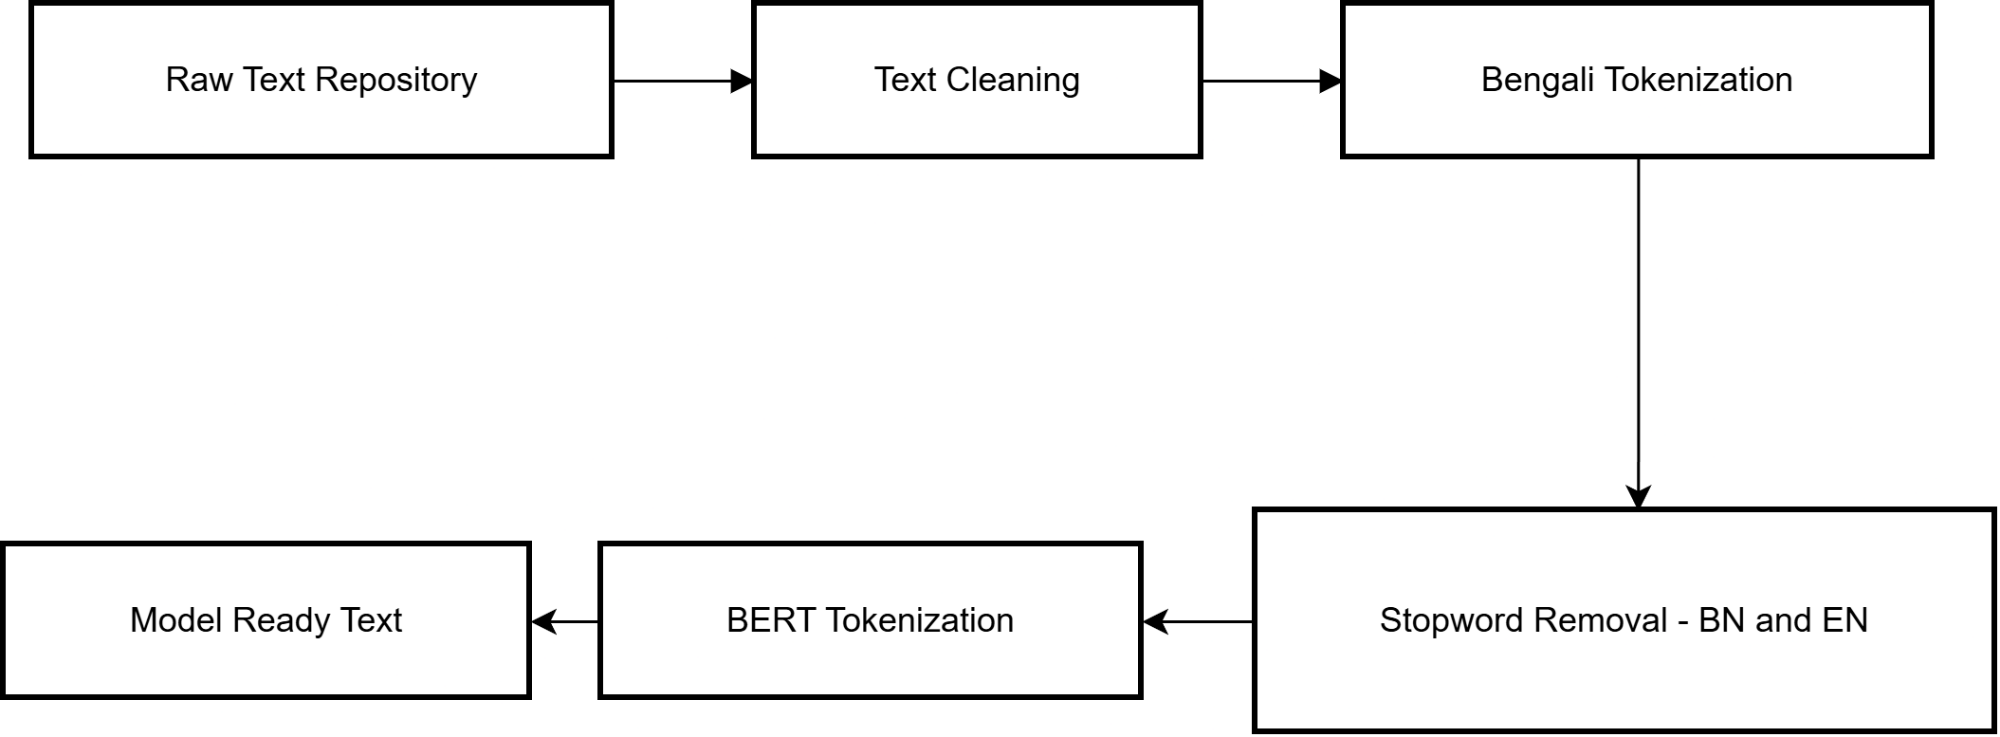 Raw Text Repository
Text Cleaning
Bengali Tokenization
Stopword Removal - BN and EN
BERT Tokenization
Model Ready Text